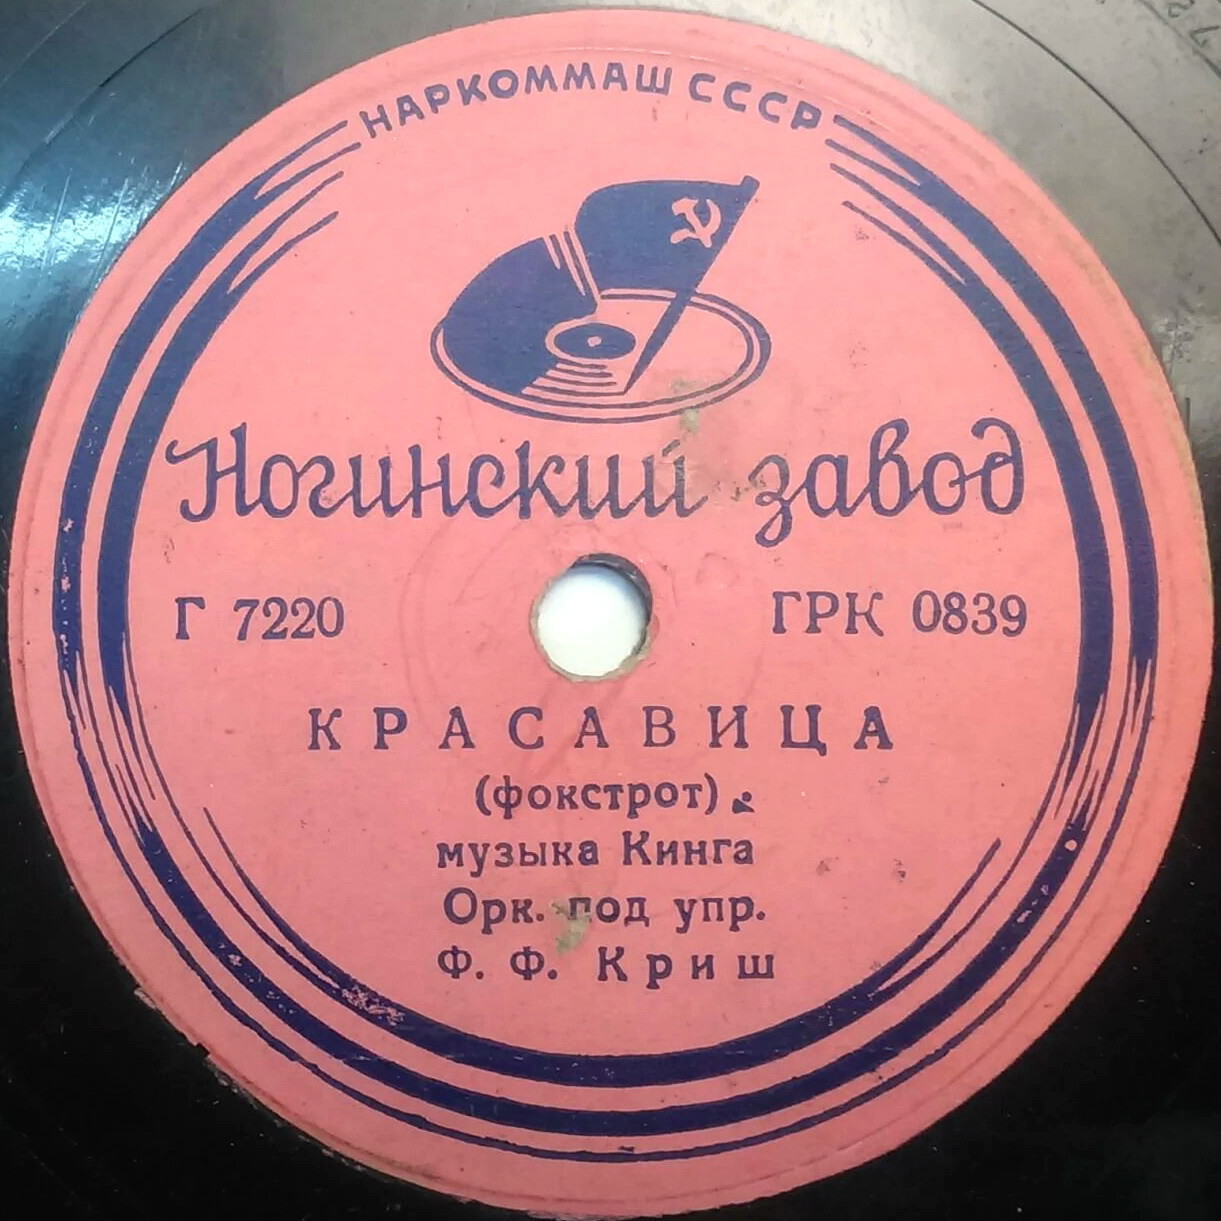 НАРКОММАШ СССР
Ногинский завод
Г 7220 ГРК 0839
КРАСАВИЦА
(фокстрот)
музыка Кинга
Орк. под упр.
Ф. Ф. Криш